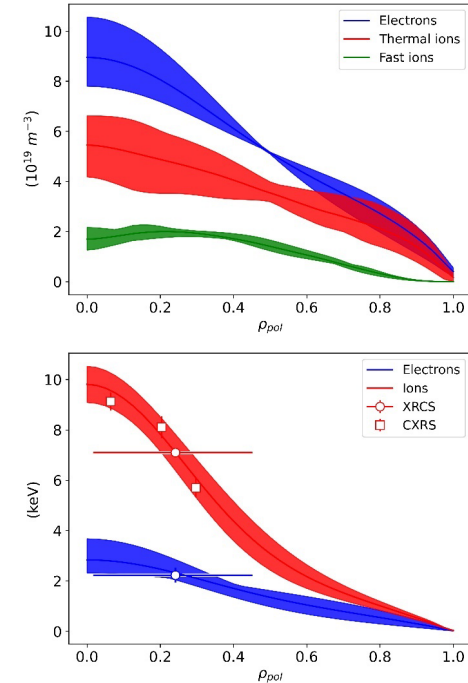 Electrons
Thermal ions
Fast ions
(10¹⁹ m⁻³)
10
8
6
4
2
0
0.0 0.2 0.4 0.6 0.8 1.0
ρpol
Electrons
Ions
XRCS
CXRS
(keV)
10
8
6
4
2
0
0.0 0.2 0.4 0.6 0.8 1.0
ρpol